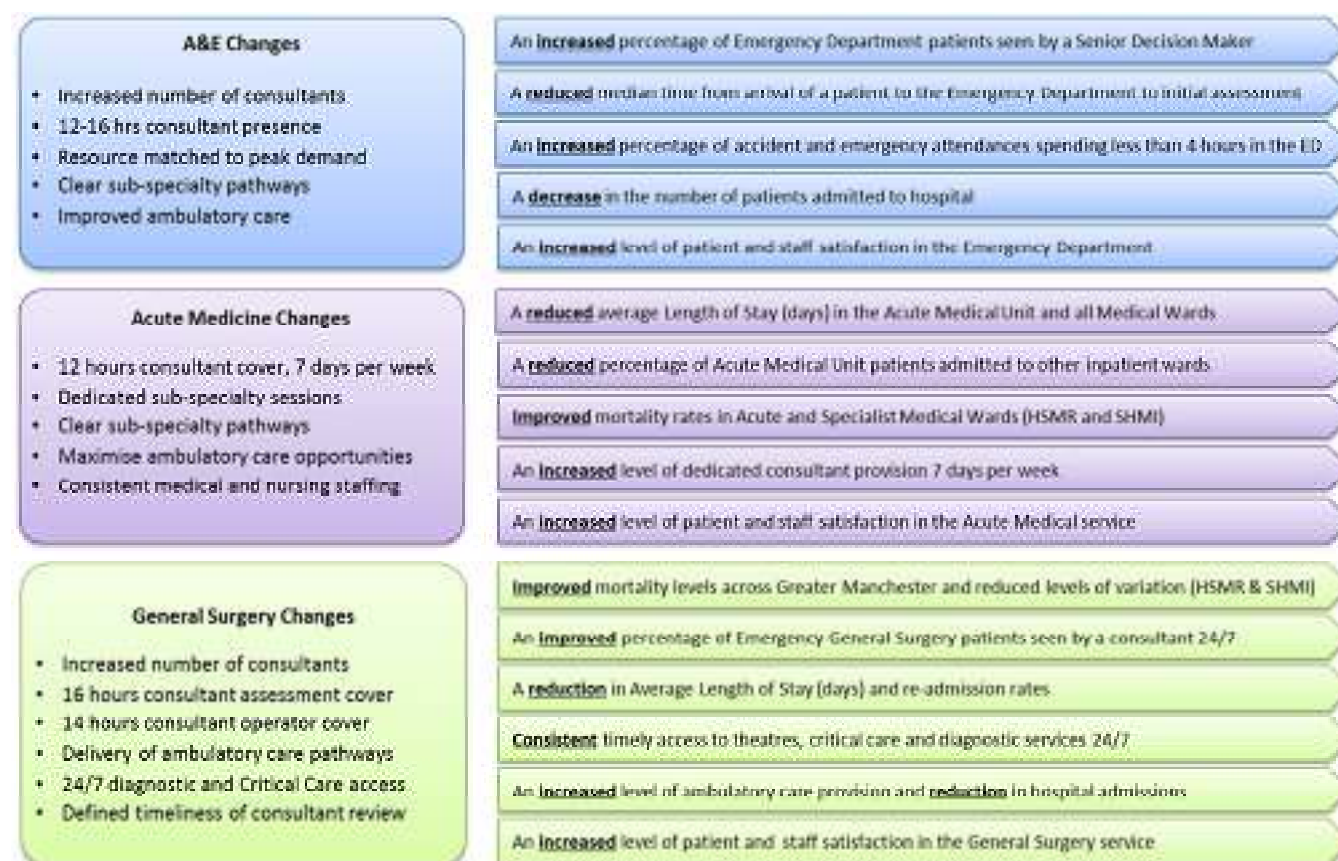 A&E Changes
• Increased number of consultants
• 12-16 hrs consultant presence
• Resource matched to peak demand
• Clear sub-specialty pathways
• Improved ambulatory care
An increased percentage of Emergency Department patients seen by a Senior Decision Maker
A reduced median time from arrival of a patient to the Emergency Department to initial assessment
An increased percentage of accident and emergency attendances spending less than 4 hours in the ED
A decrease in the number of patients admitted to hospital
An increased level of patient and staff satisfaction in the Emergency Department
Acute Medicine Changes
• 12 hours consultant cover, 7 days per week
• Dedicated sub-specialty sessions
• Clear sub-specialty pathways
• Maximise ambulatory care opportunities
• Consistent medical and nursing staffing
A reduced average Length of Stay (days) in the Acute Medical Unit and all Medical Wards
A reduced percentage of Acute Medical Unit patients admitted to other inpatient wards
Improved mortality rates in Acute and Specialist Medical Wards (HSMR and SHMI)
An increased level of dedicated consultant provision 7 days per week
An increased level of patient and staff satisfaction in the Acute Medical service
General Surgery Changes
• Increased number of consultants
• 16 hours consultant assessment cover
• 14 hours consultant operator cover
• Delivery of ambulatory care pathways
• 24/7 diagnostic and Critical Care access
• Defined timeliness of consultant review
Improved mortality levels across Greater Manchester and reduced levels of variation (HSMR & SHMI)
An improved percentage of Emergency General Surgery patients seen by a consultant 24/7
A reduction in Average Length of Stay (days) and re-admission rates
Consistent timely access to theatres, critical care and diagnostic services 24/7
An increased level of ambulatory care provision and reduction in hospital admissions
An increased level of patient and staff satisfaction in the General Surgery service